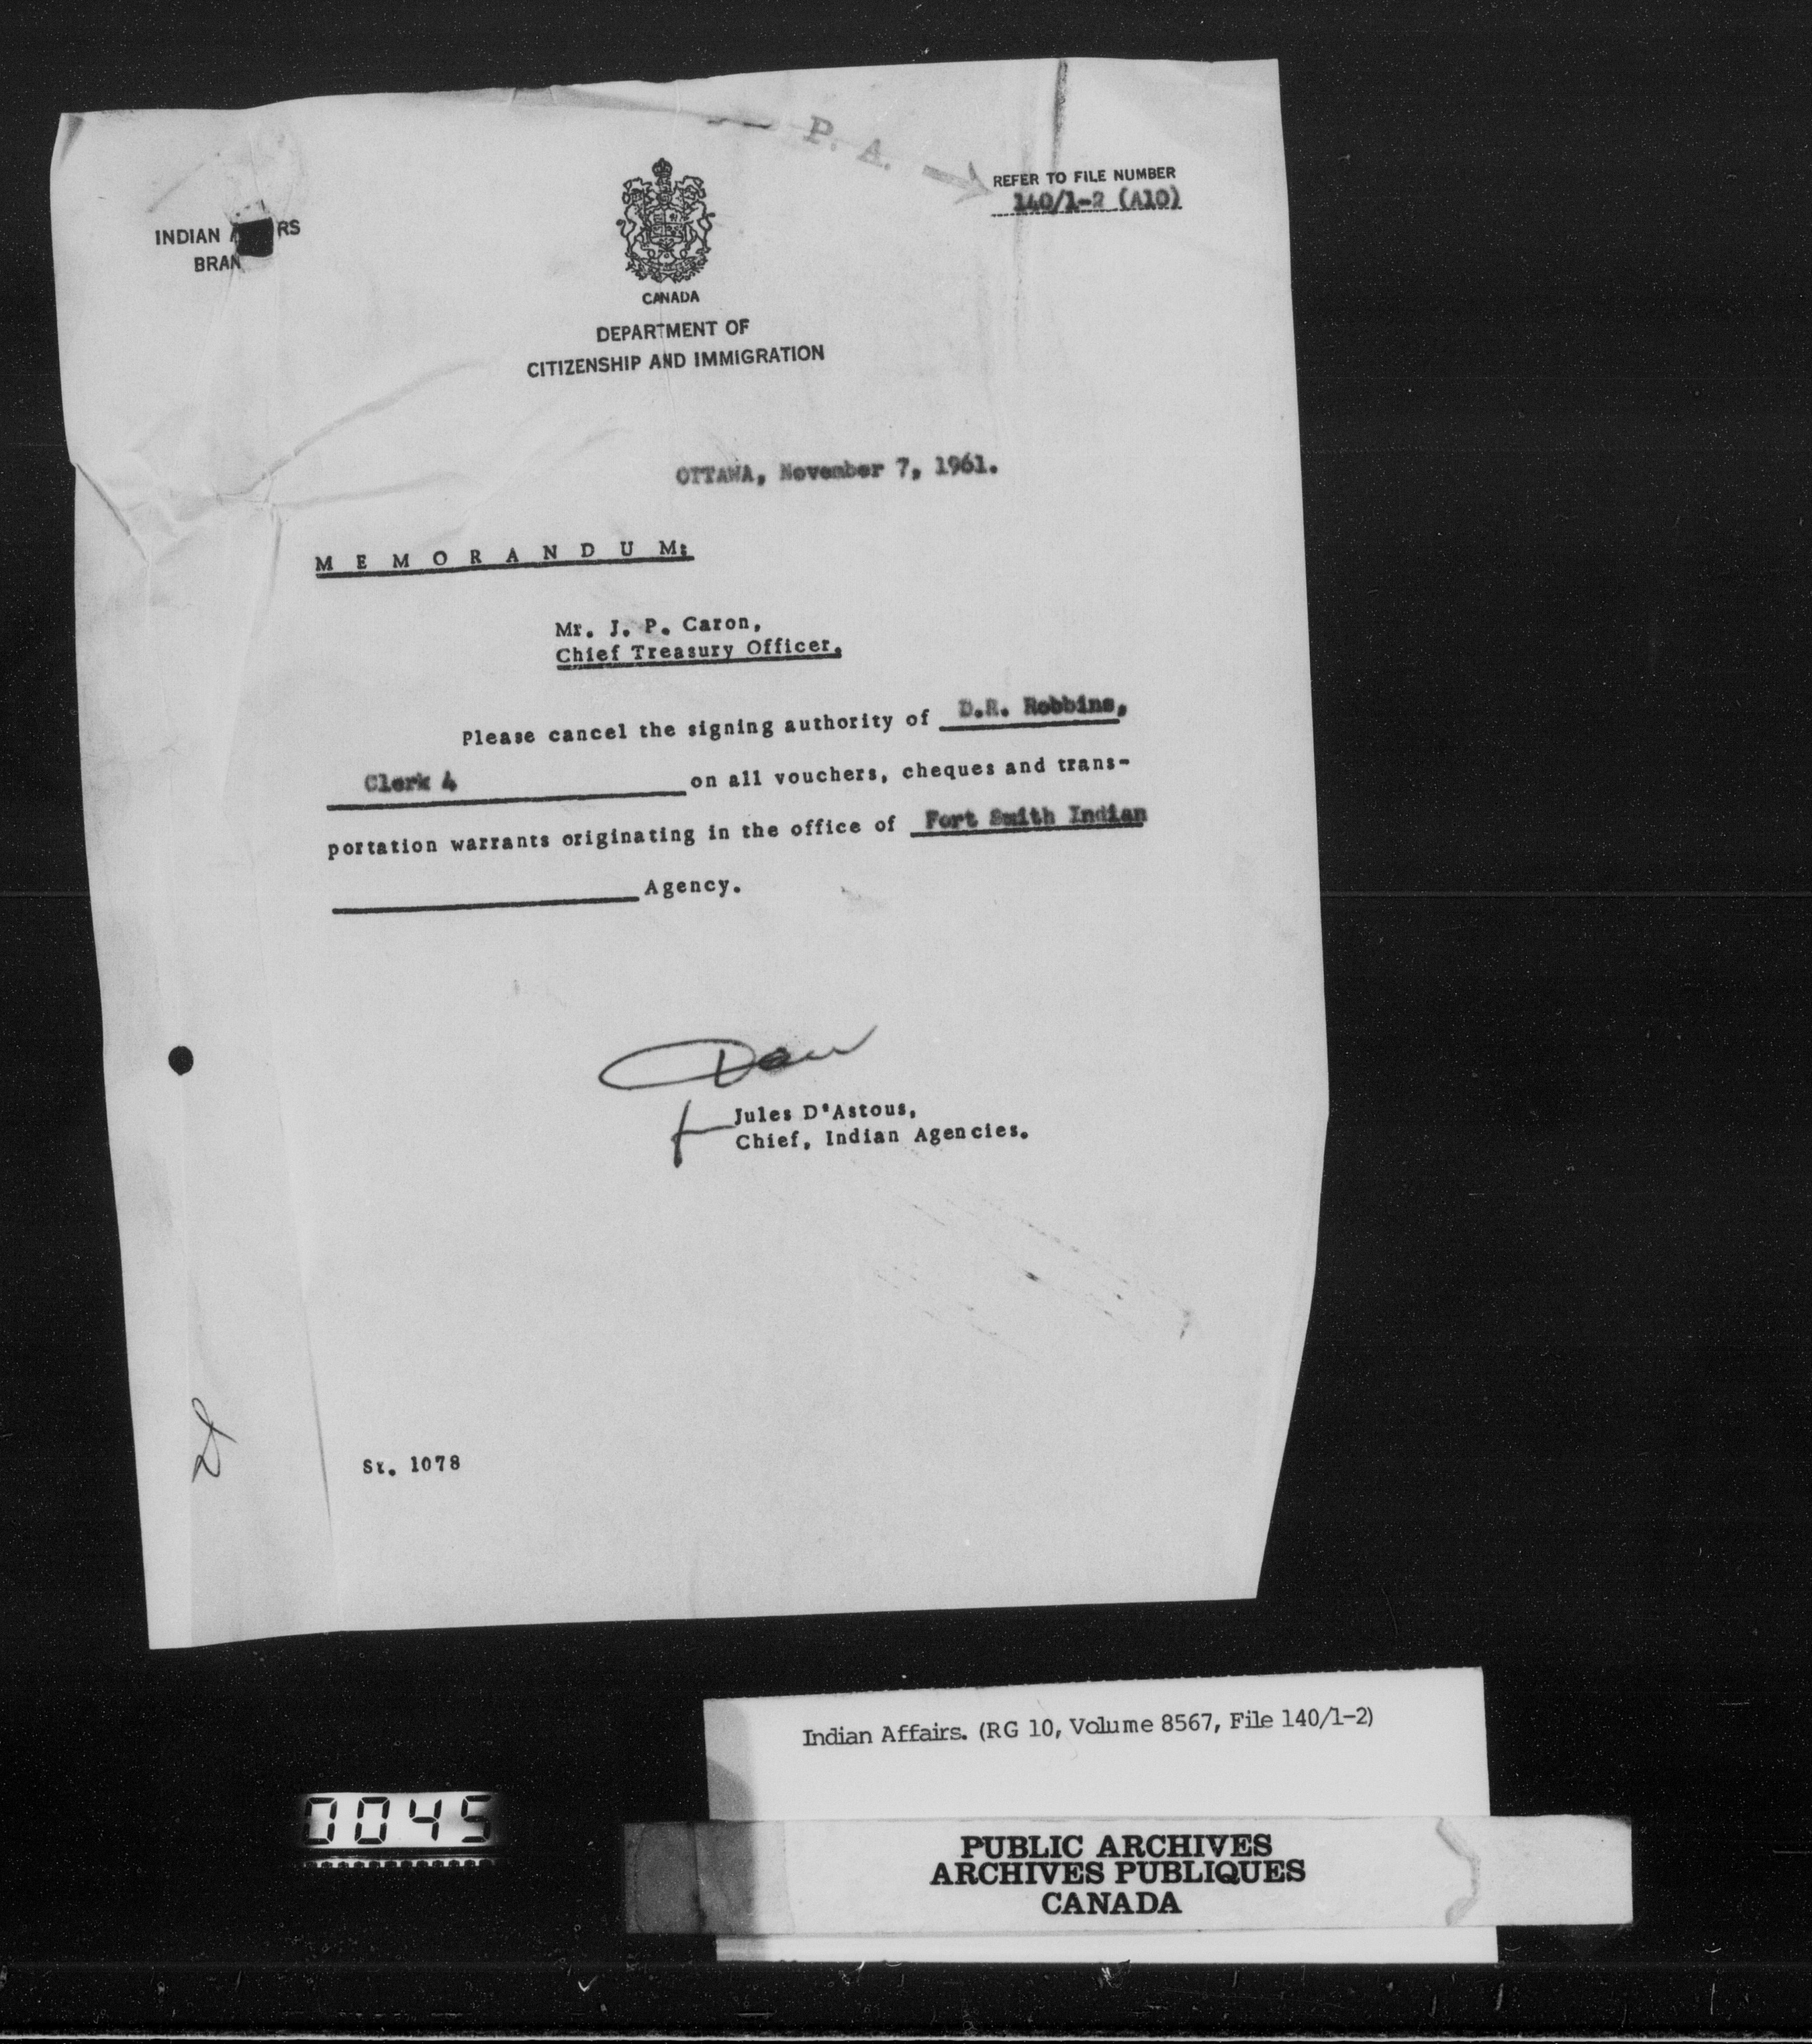 P. A.
REFER TO FILE NUMBER
140/1-2 (A10)
INDIAN A RS
BRAN
CANADA
DEPARTMENT OF
CITIZENSHIP AND IMMIGRATION
OTTAWA, November 7, 1961.
M E M O R A N D U M:
Mr. J. P. Caron,
Chief Treasury Officer.
Please cancel the signing authority of D.R. Robbins,
Clerk 4 on all vouchers, cheques and trans-
portation warrants originating in the office of Fort Smith Indian
Agency.
Jules D'Astous,
Chief, Indian Agencies.
St. 1078
Indian Affairs. (RG 10, Volume 8567, File 140/1-2)
0045
PUBLIC ARCHIVES
ARCHIVES PUBLIQUES
CANADA